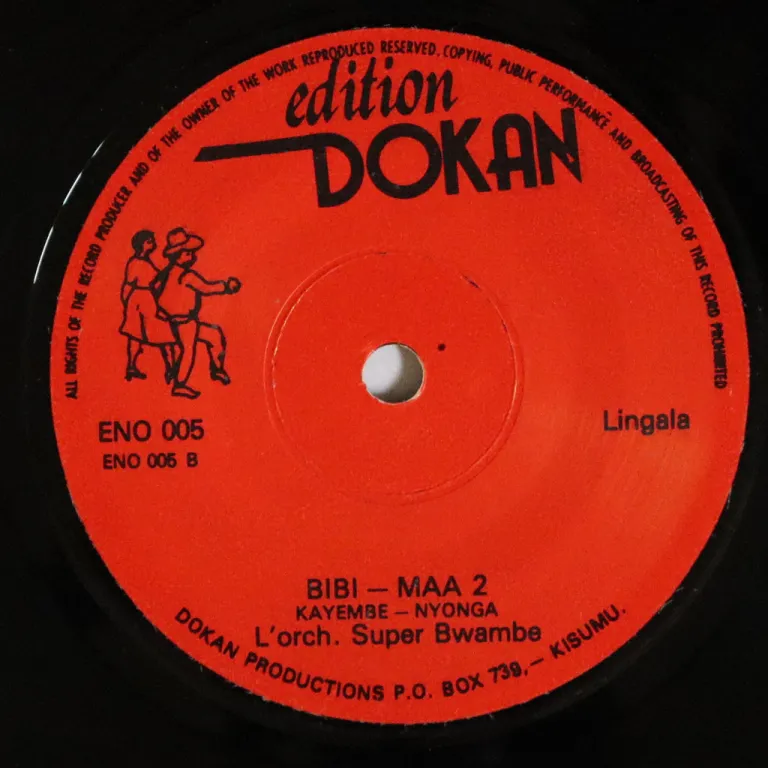 ALL RIGHTS OF THE RECORD PRODUCER AND OF THE OWNER OF THE WORK REPRODUCED RESERVED. COPYING, PUBLIC PERFORMANCE AND BROADCASTING OF THIS RECORD PROHIBITED
edition
DOKAN
ENO 005
ENO 005 B
Lingala
BIBI – MAA 2
KAYEMBE – NYONGA
L'orch. Super Bwambe
DOKAN PRODUCTIONS P.O. BOX 739,– KISUMU.